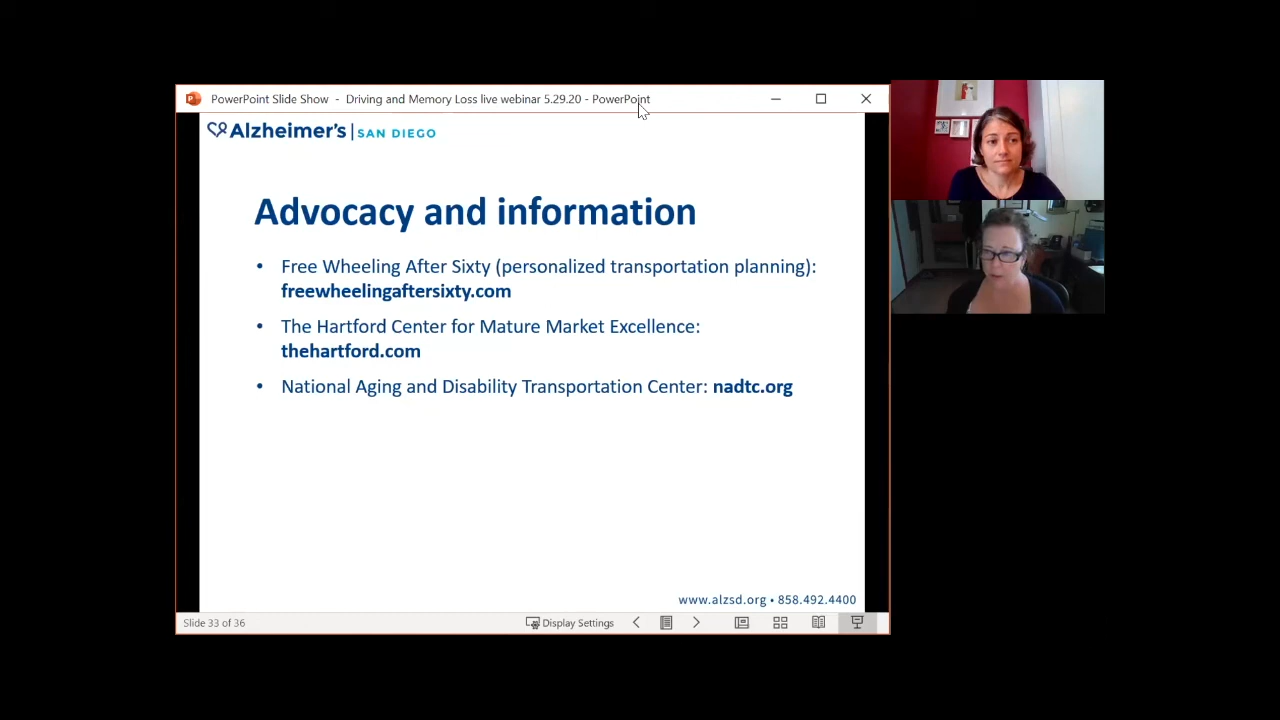 PowerPoint Slide Show - Driving and Memory Loss live webinar 5.29.20 - PowerPoint
Alzheimer's | SAN DIEGO
Advocacy and information
• Free Wheeling After Sixty (personalized transportation planning):
freewheelingaftersixty.com
• The Hartford Center for Mature Market Excellence:
thehartford.com
• National Aging and Disability Transportation Center: nadtc.org
www.alzsd.org • 858.492.4400
Slide 33 of 36
Display Settings